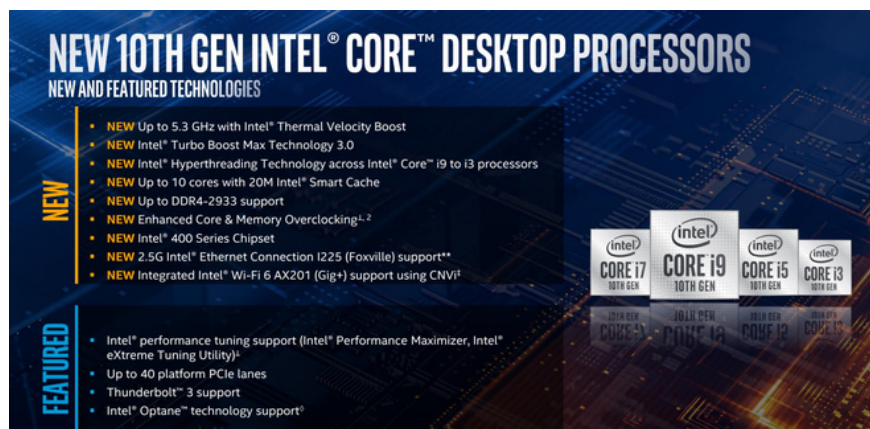 NEW 10TH GEN INTEL® CORE™ DESKTOP PROCESSORS
NEW AND FEATURED TECHNOLOGIES
NEW
▪ NEW Up to 5.3 GHz with Intel® Thermal Velocity Boost
▪ NEW Intel® Turbo Boost Max Technology 3.0
▪ NEW Intel® Hyperthreading Technology across Intel® Core™ i9 to i3 processors
▪ NEW Up to 10 cores with 20M Intel® Smart Cache
▪ NEW Up to DDR4-2933 support
▪ NEW Enhanced Core & Memory Overclocking⊥, 2
▪ NEW Intel® 400 Series Chipset
▪ NEW 2.5G Intel® Ethernet Connection I225 (Foxville) support**
▪ NEW Integrated Intel® Wi-Fi 6 AX201 (Gig+) support using CNVi‡
FEATURED
▪ Intel® performance tuning support (Intel® Performance Maximizer, Intel®
eXtreme Tuning Utility)⊥
▪ Up to 40 platform PCIe lanes
▪ Thunderbolt™ 3 support
▪ Intel® Optane™ technology support◊
intel
CORE i7
10TH GEN
intel
CORE i9
10TH GEN
intel
CORE i5
10TH GEN
intel
CORE i3
10TH GEN